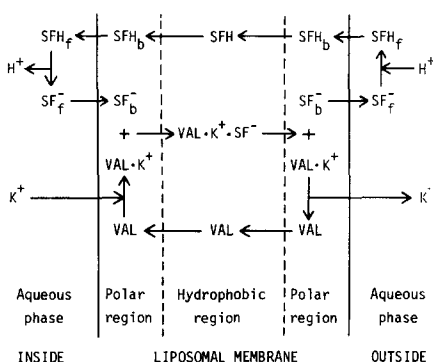 SFH_f SFH_b SFH SFH_b SFH_f
H⁺ H⁺
SF_f⁻ SF_b⁻ SF_b⁻ SF_f⁻
+ VAL·K⁺·SF⁻ +
VAL·K⁺ VAL·K⁺
K⁺ K⁺
VAL VAL VAL
Aqueous Polar Hydrophobic Polar Aqueous
phase region region region phase
INSIDE LIPOSOMAL MEMBRANE OUTSIDE